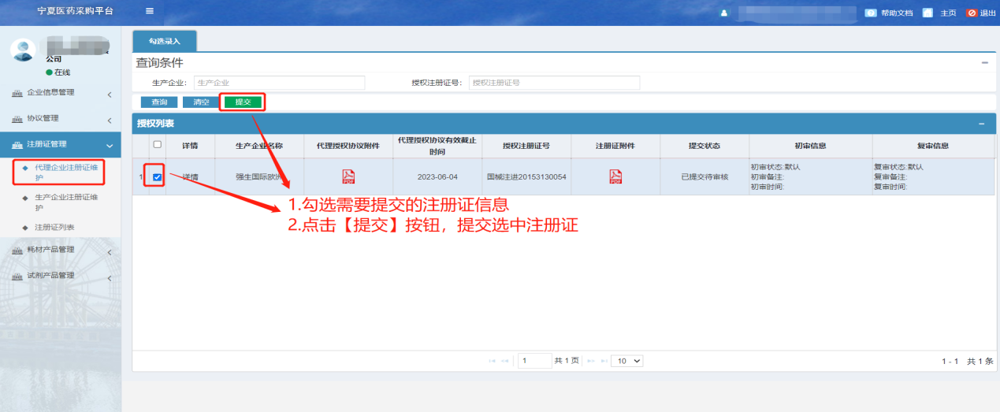 宁夏医药采购平台
帮助文档 主页 退出
公司
在线
企业信息管理
协议管理
注册证管理
代理企业注册证维
护
生产企业注册证维
护
注册证列表
耗材产品管理
试剂产品管理
勾选录入
查询条件
生产企业: 生产企业 授权注册证号: 授权注册证号
查询 清空 提交
授权列表
详情 生产企业名称 代理授权协议附件 代理授权协议有效截止
时间
授权注册证号 注册证附件 提交状态 初审信息 复审信息
1 详情 强生国际欧洲 PDF 2023-06-04 国械注进20153130054 PDF 已提交待审核
初审状态:默认
初审备注:
初审时间:
复审状态:默认
复审备注:
复审时间:
1.勾选需要提交的注册证信息
2.点击【提交】按钮，提交选中注册证
1 共 1 页 10
1 - 1 共 1 条